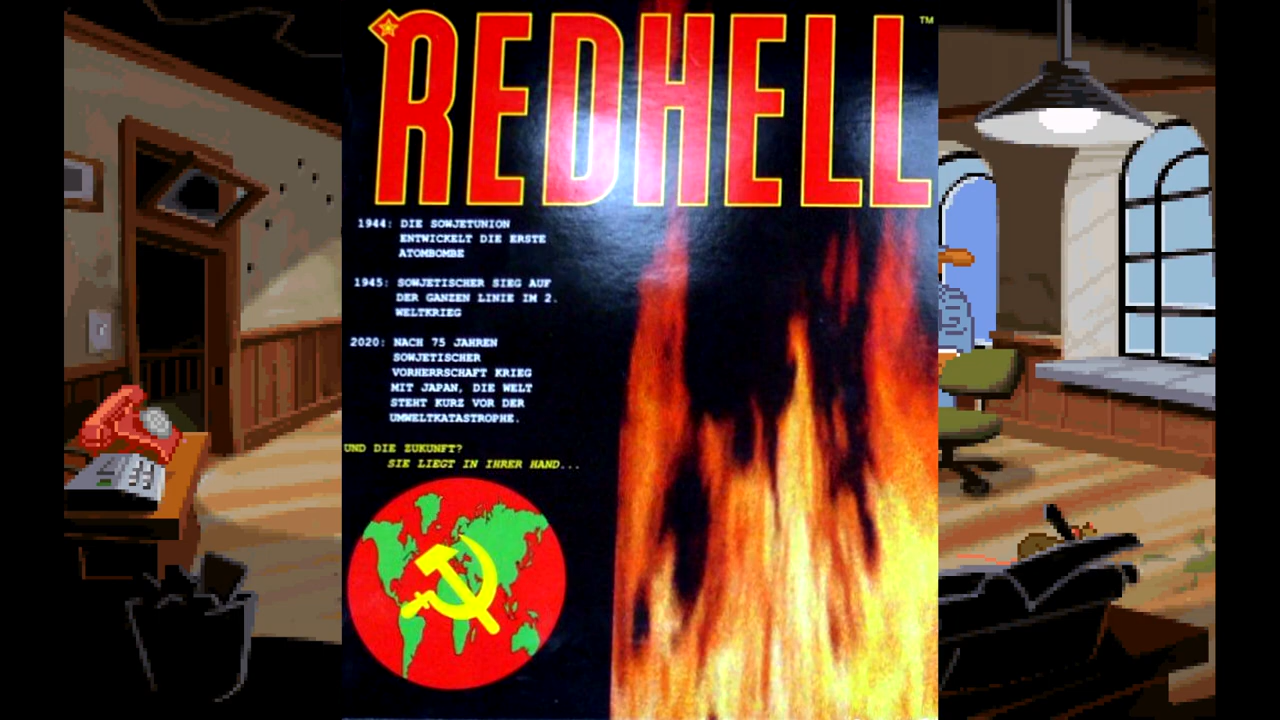 REDHELL™
1944: DIE SOWJETUNION
ENTWICKELT DIE ERSTE
ATOMBOMBE
1945: SOWJETISCHER SIEG AUF
DER GANZEN LINIE IM 2.
WELTKRIEG
2020: NACH 75 JAHREN
SOWJETISCHER
VORHERRSCHAFT KRIEG
MIT JAPAN, DIE WELT
STEHT KURZ VOR DER
UMWELTKATASTROPHE.
UND DIE ZUKUNFT?
SIE LIEGT IN IHRER HAND...